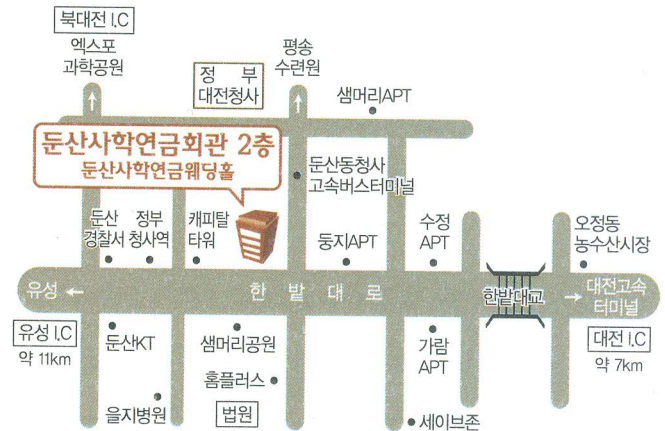 북대전 I.C
엑스포
과학공원
정 부
대전청사
평송
수련원
샘머리APT
둔산사학연금회관 2층
둔산사학연금웨딩홀
둔산동청사
고속버스터미널
둔산
경찰서
정부
청사역
캐피탈
타워
둥지APT
수정
APT
오정동
농수산시장
유성 ←
한 밭 대 로
한밭대교
→ 대전고속
터미널
유성 I.C
약 11km
둔산KT
샘머리공원
가람
APT
대전 I.C
약 7km
홈플러스
을지병원
법원
세이브존